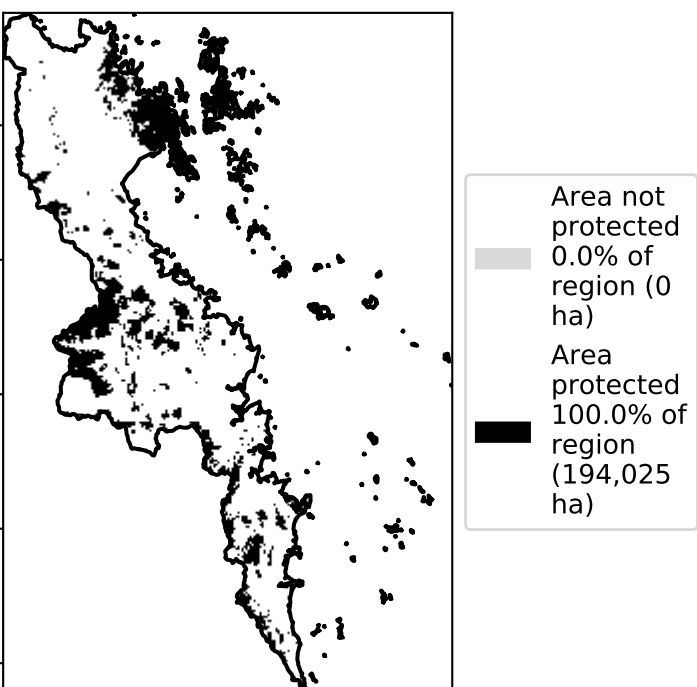 Area not
protected
0.0% of
region (0
ha)
Area
protected
100.0% of
region
(194,025
ha)